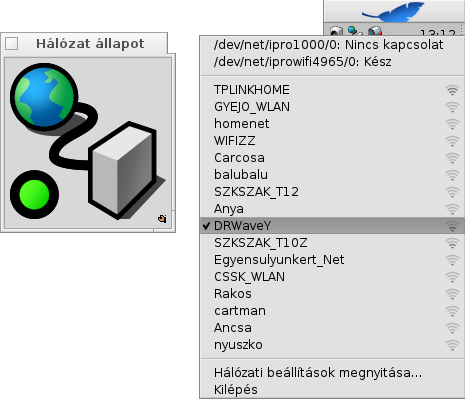 13:12
Hálózat állapot
/dev/net/ipro1000/0: Nincs kapcsolat
/dev/net/iprowifi4965/0: Kész
TPLINKHOME
GYEJO_WLAN
homenet
WIFIZZ
Carcosa
balubalu
SZKSZAK_T12
Anya
DRWaveY
SZKSZAK_T10Z
Egyensulyunkert_Net
CSSK_WLAN
Rakos
cartman
Ancsa
nyuszko
Hálózati beállítások megnyitása...
Kilépés